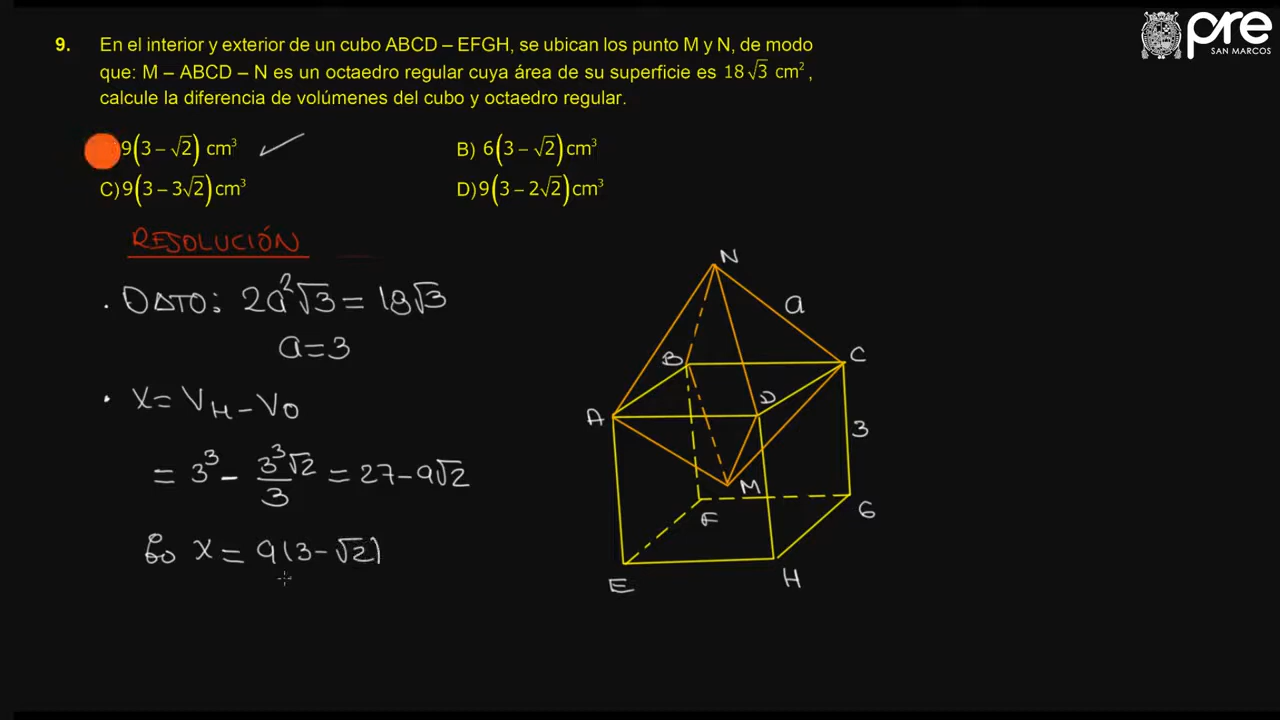 pre
SAN MARCOS
9. En el interior y exterior de un cubo ABCD – EFGH, se ubican los punto M y N, de modo
que: M – ABCD – N es un octaedro regular cuya área de su superficie es 18√3 cm²,
calcule la diferencia de volúmenes del cubo y octaedro regular.
9(3 – √2) cm³
B) 6(3 – √2)cm³
C)9(3 – 3√2)cm³
D)9(3 – 2√2)cm³
RESOLUCIÓN
. DATO: 2a²√3 = 18√3
a = 3
. X = VH – VO
= 3³ – 3³√2/3 = 27 – 9√2
X = 9(3 – √2)
N
a
B
C
A
D
3
M
F
G
E
H